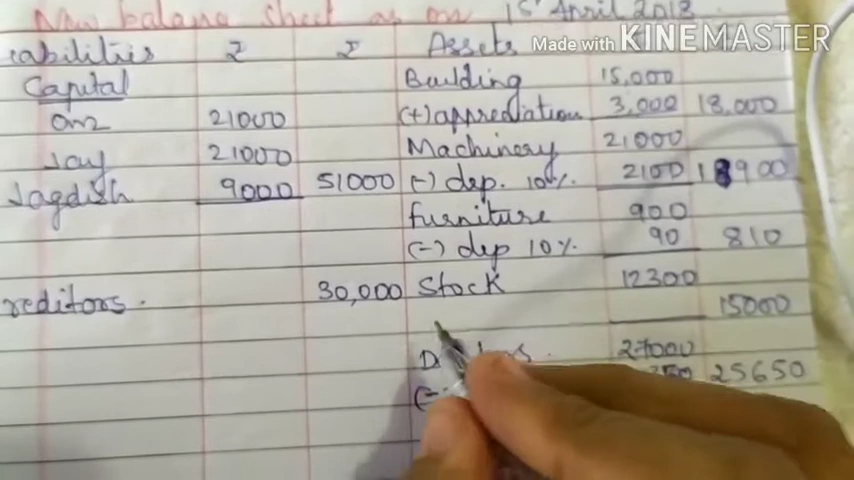 New balance sheet as on 1st April 2018.
abilities ₹ ₹ Assets
Made with KINEMASTER
Capital Building 15,000
Om 21000 (+) appreciation 3,000 18,000
Jay 21000 Machinery 21000
Jagdish 9000 51000 (-) dep. 10%. 2100 18900
furniture 900
(-) dep 10%. 90 810
reditors. 30,000 Stock 12300
15000
27000
25650